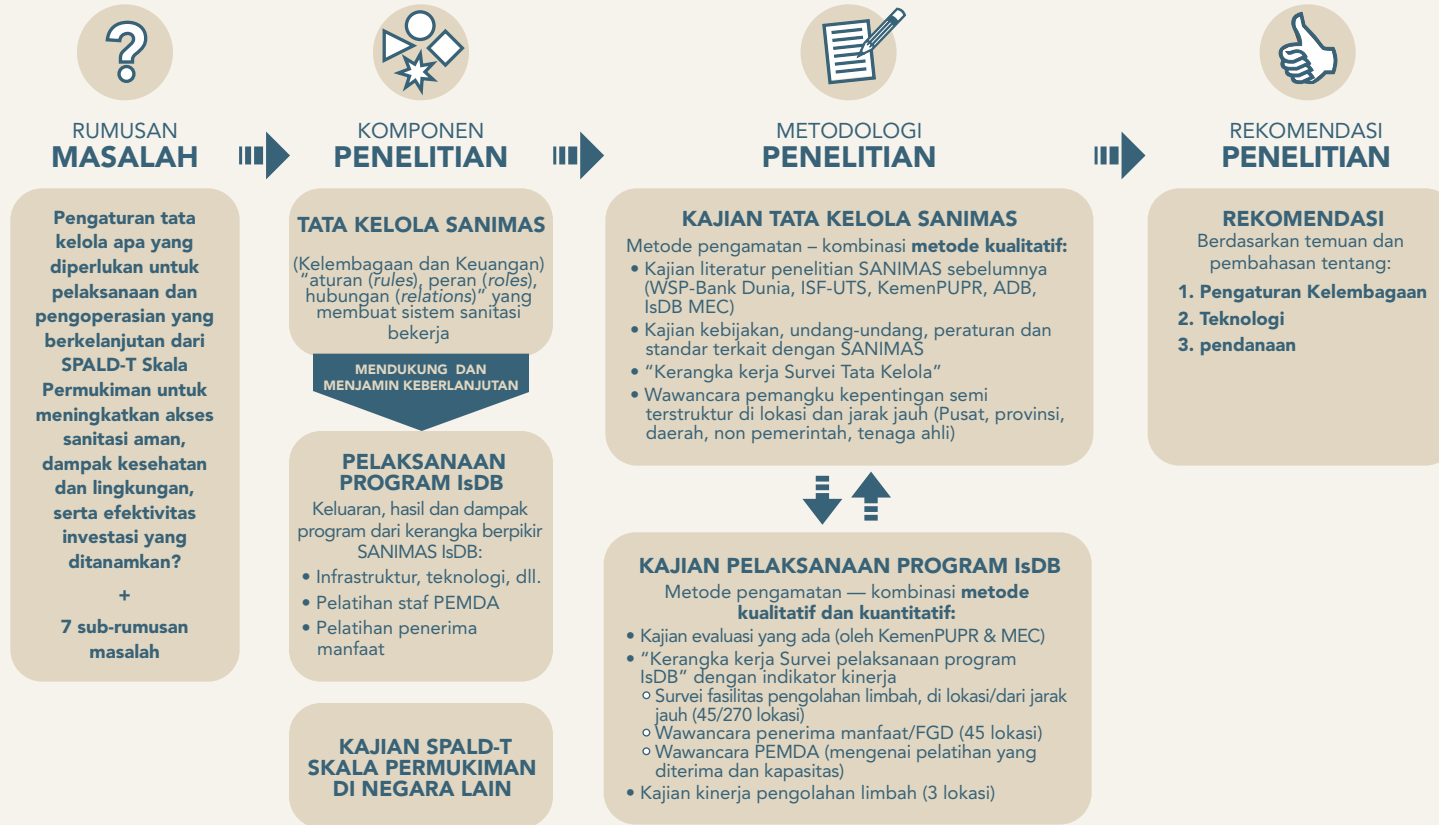 RUMUSAN
MASALAH
Pengaturan tata
kelola apa yang
diperlukan untuk
pelaksanaan dan
pengoperasian yang
berkelanjutan dari
SPALD-T Skala
Permukiman untuk
meningkatkan akses
sanitasi aman,
dampak kesehatan
dan lingkungan,
serta efektivitas
investasi yang
ditanamkan?
+
7 sub-rumusan
masalah
KOMPONEN
PENELITIAN
TATA KELOLA SANIMAS
(Kelembagaan dan Keuangan)
“aturan (rules), peran (roles),
hubungan (relations)” yang
membuat sistem sanitasi
bekerja
MENDUKUNG DAN
MENJAMIN KEBERLANJUTAN
PELAKSANAAN
PROGRAM IsDB
Keluaran, hasil dan dampak
program dari kerangka berpikir
SANIMAS IsDB:
• Infrastruktur, teknologi, dll.
• Pelatihan staf PEMDA
• Pelatihan penerima
manfaat
KAJIAN SPALD-T
SKALA PERMUKIMAN
DI NEGARA LAIN
METODOLOGI
PENELITIAN
KAJIAN TATA KELOLA SANIMAS
Metode pengamatan – kombinasi metode kualitatif:
• Kajian literatur penelitian SANIMAS sebelumnya
(WSP-Bank Dunia, ISF-UTS, KemenPUPR, ADB,
IsDB MEC)
• Kajian kebijakan, undang-undang, peraturan dan
standar terkait dengan SANIMAS
• “Kerangka kerja Survei Tata Kelola”
• Wawancara pemangku kepentingan semi
terstruktur di lokasi dan jarak jauh (Pusat, provinsi,
daerah, non pemerintah, tenaga ahli)
KAJIAN PELAKSANAAN PROGRAM IsDB
Metode pengamatan — kombinasi metode
kualitatif dan kuantitatif:
• Kajian evaluasi yang ada (oleh KemenPUPR & MEC)
• “Kerangka kerja Survei pelaksanaan program
IsDB” dengan indikator kinerja
○ Survei fasilitas pengolahan limbah, di lokasi/dari jarak
jauh (45/270 lokasi)
○ Wawancara penerima manfaat/FGD (45 lokasi)
○ Wawancara PEMDA (mengenai pelatihan yang
diterima dan kapasitas)
• Kajian kinerja pengolahan limbah (3 lokasi)
REKOMENDASI
PENELITIAN
REKOMENDASI
Berdasarkan temuan dan
pembahasan tentang:
1. Pengaturan Kelembagaan
2. Teknologi
3. pendanaan